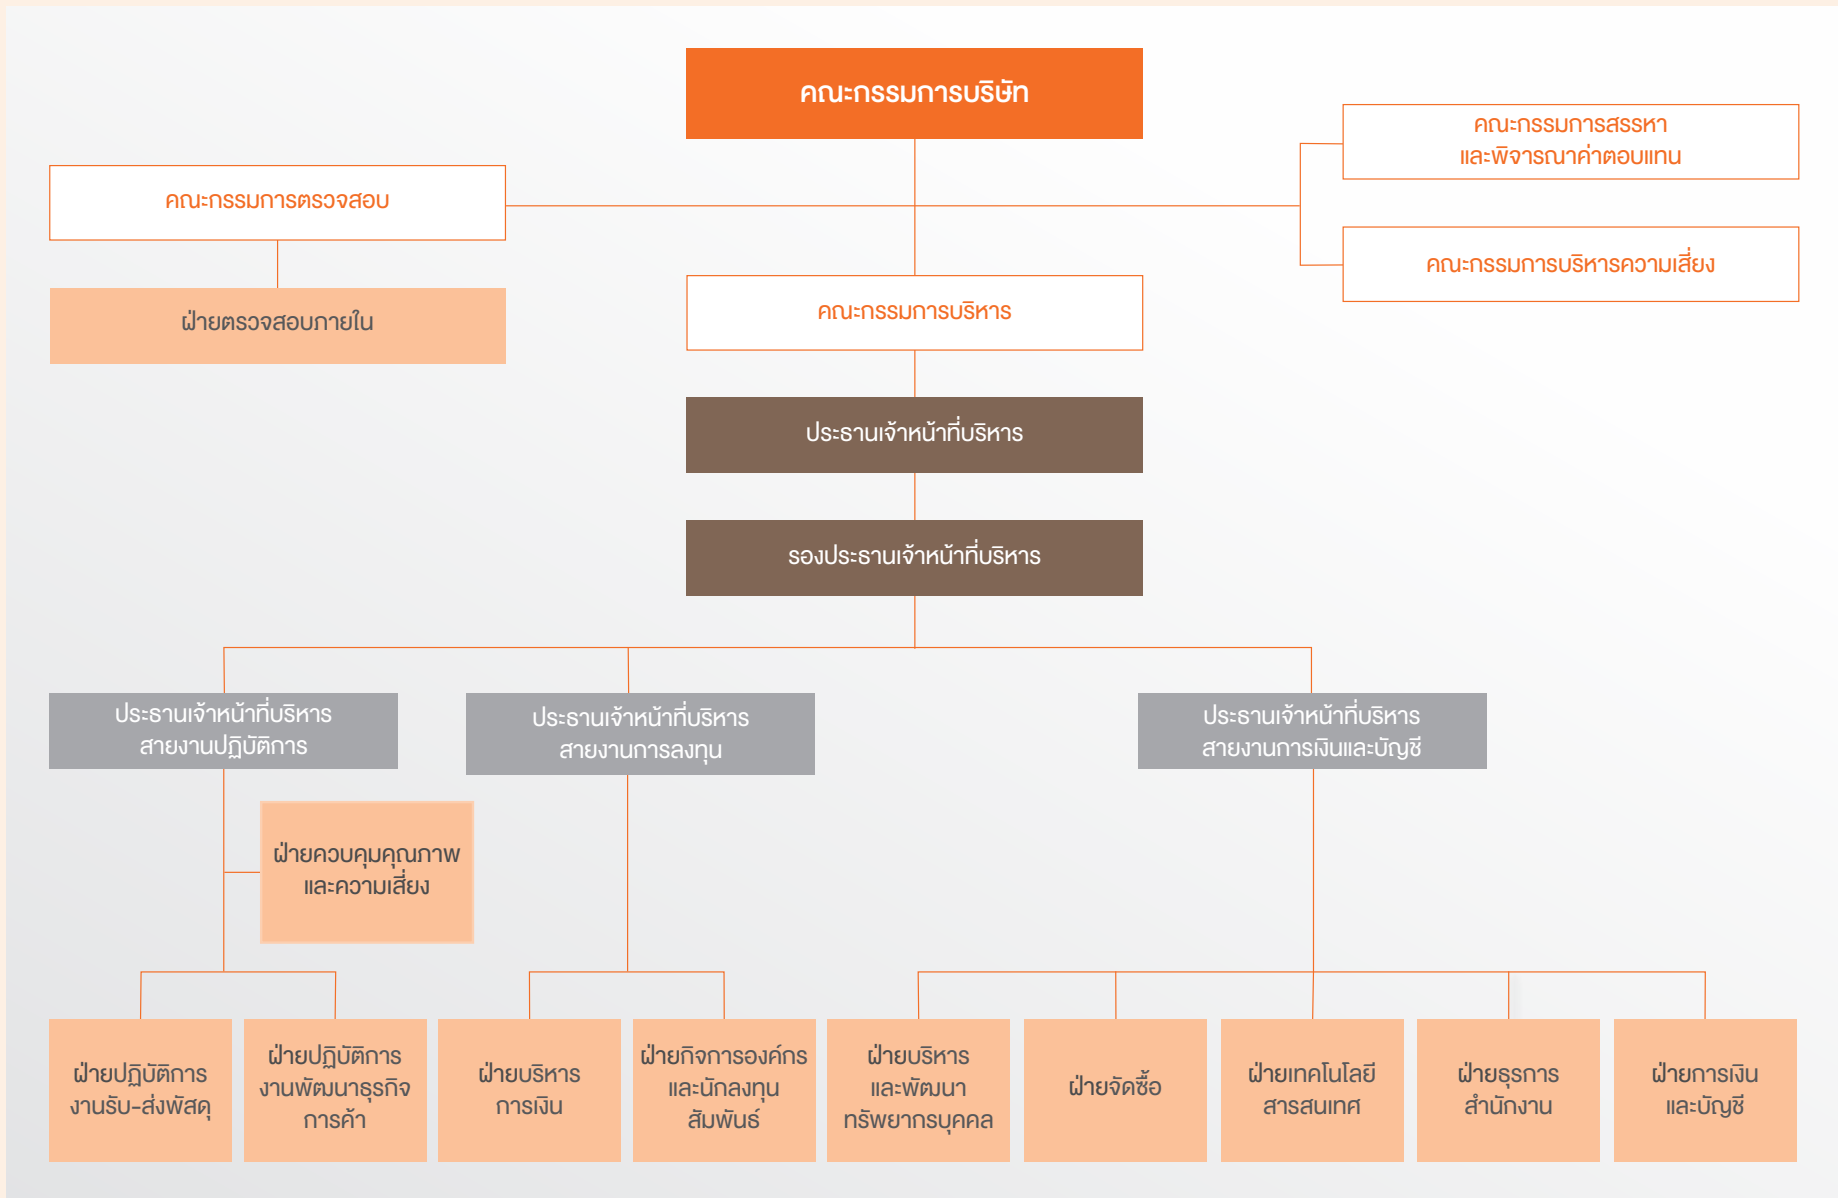 คณะกรรมการบริษัท
คณะกรรมการสรรหา
และพิจารณาค่าตอบแทน
คณะกรรมการตรวจสอบ
คณะกรรมการบริหารความเสี่ยง
ฝ่ายตรวจสอบภายใน
คณะกรรมการบริหาร
ประธานเจ้าหน้าที่บริหาร
รองประธานเจ้าหน้าที่บริหาร
ประธานเจ้าหน้าที่บริหาร
สายงานปฏิบัติการ
ประธานเจ้าหน้าที่บริหาร
สายงานการลงทุน
ประธานเจ้าหน้าที่บริหาร
สายงานการเงินและบัญชี
ฝ่ายควบคุมคุณภาพ
และความเสี่ยง
ฝ่ายปฏิบัติการ
งานรับ-ส่งพัสดุ
ฝ่ายปฏิบัติการ
งานพัฒนาธุรกิจ
การค้า
ฝ่ายบริหาร
การเงิน
ฝ่ายกิจการองค์กร
และนักลงทุน
สัมพันธ์
ฝ่ายบริหาร
และพัฒนา
ทรัพยากรบุคคล
ฝ่ายจัดซื้อ
ฝ่ายเทคโนโลยี
สารสนเทศ
ฝ่ายธุรการ
สำนักงาน
ฝ่ายการเงิน
และบัญชี